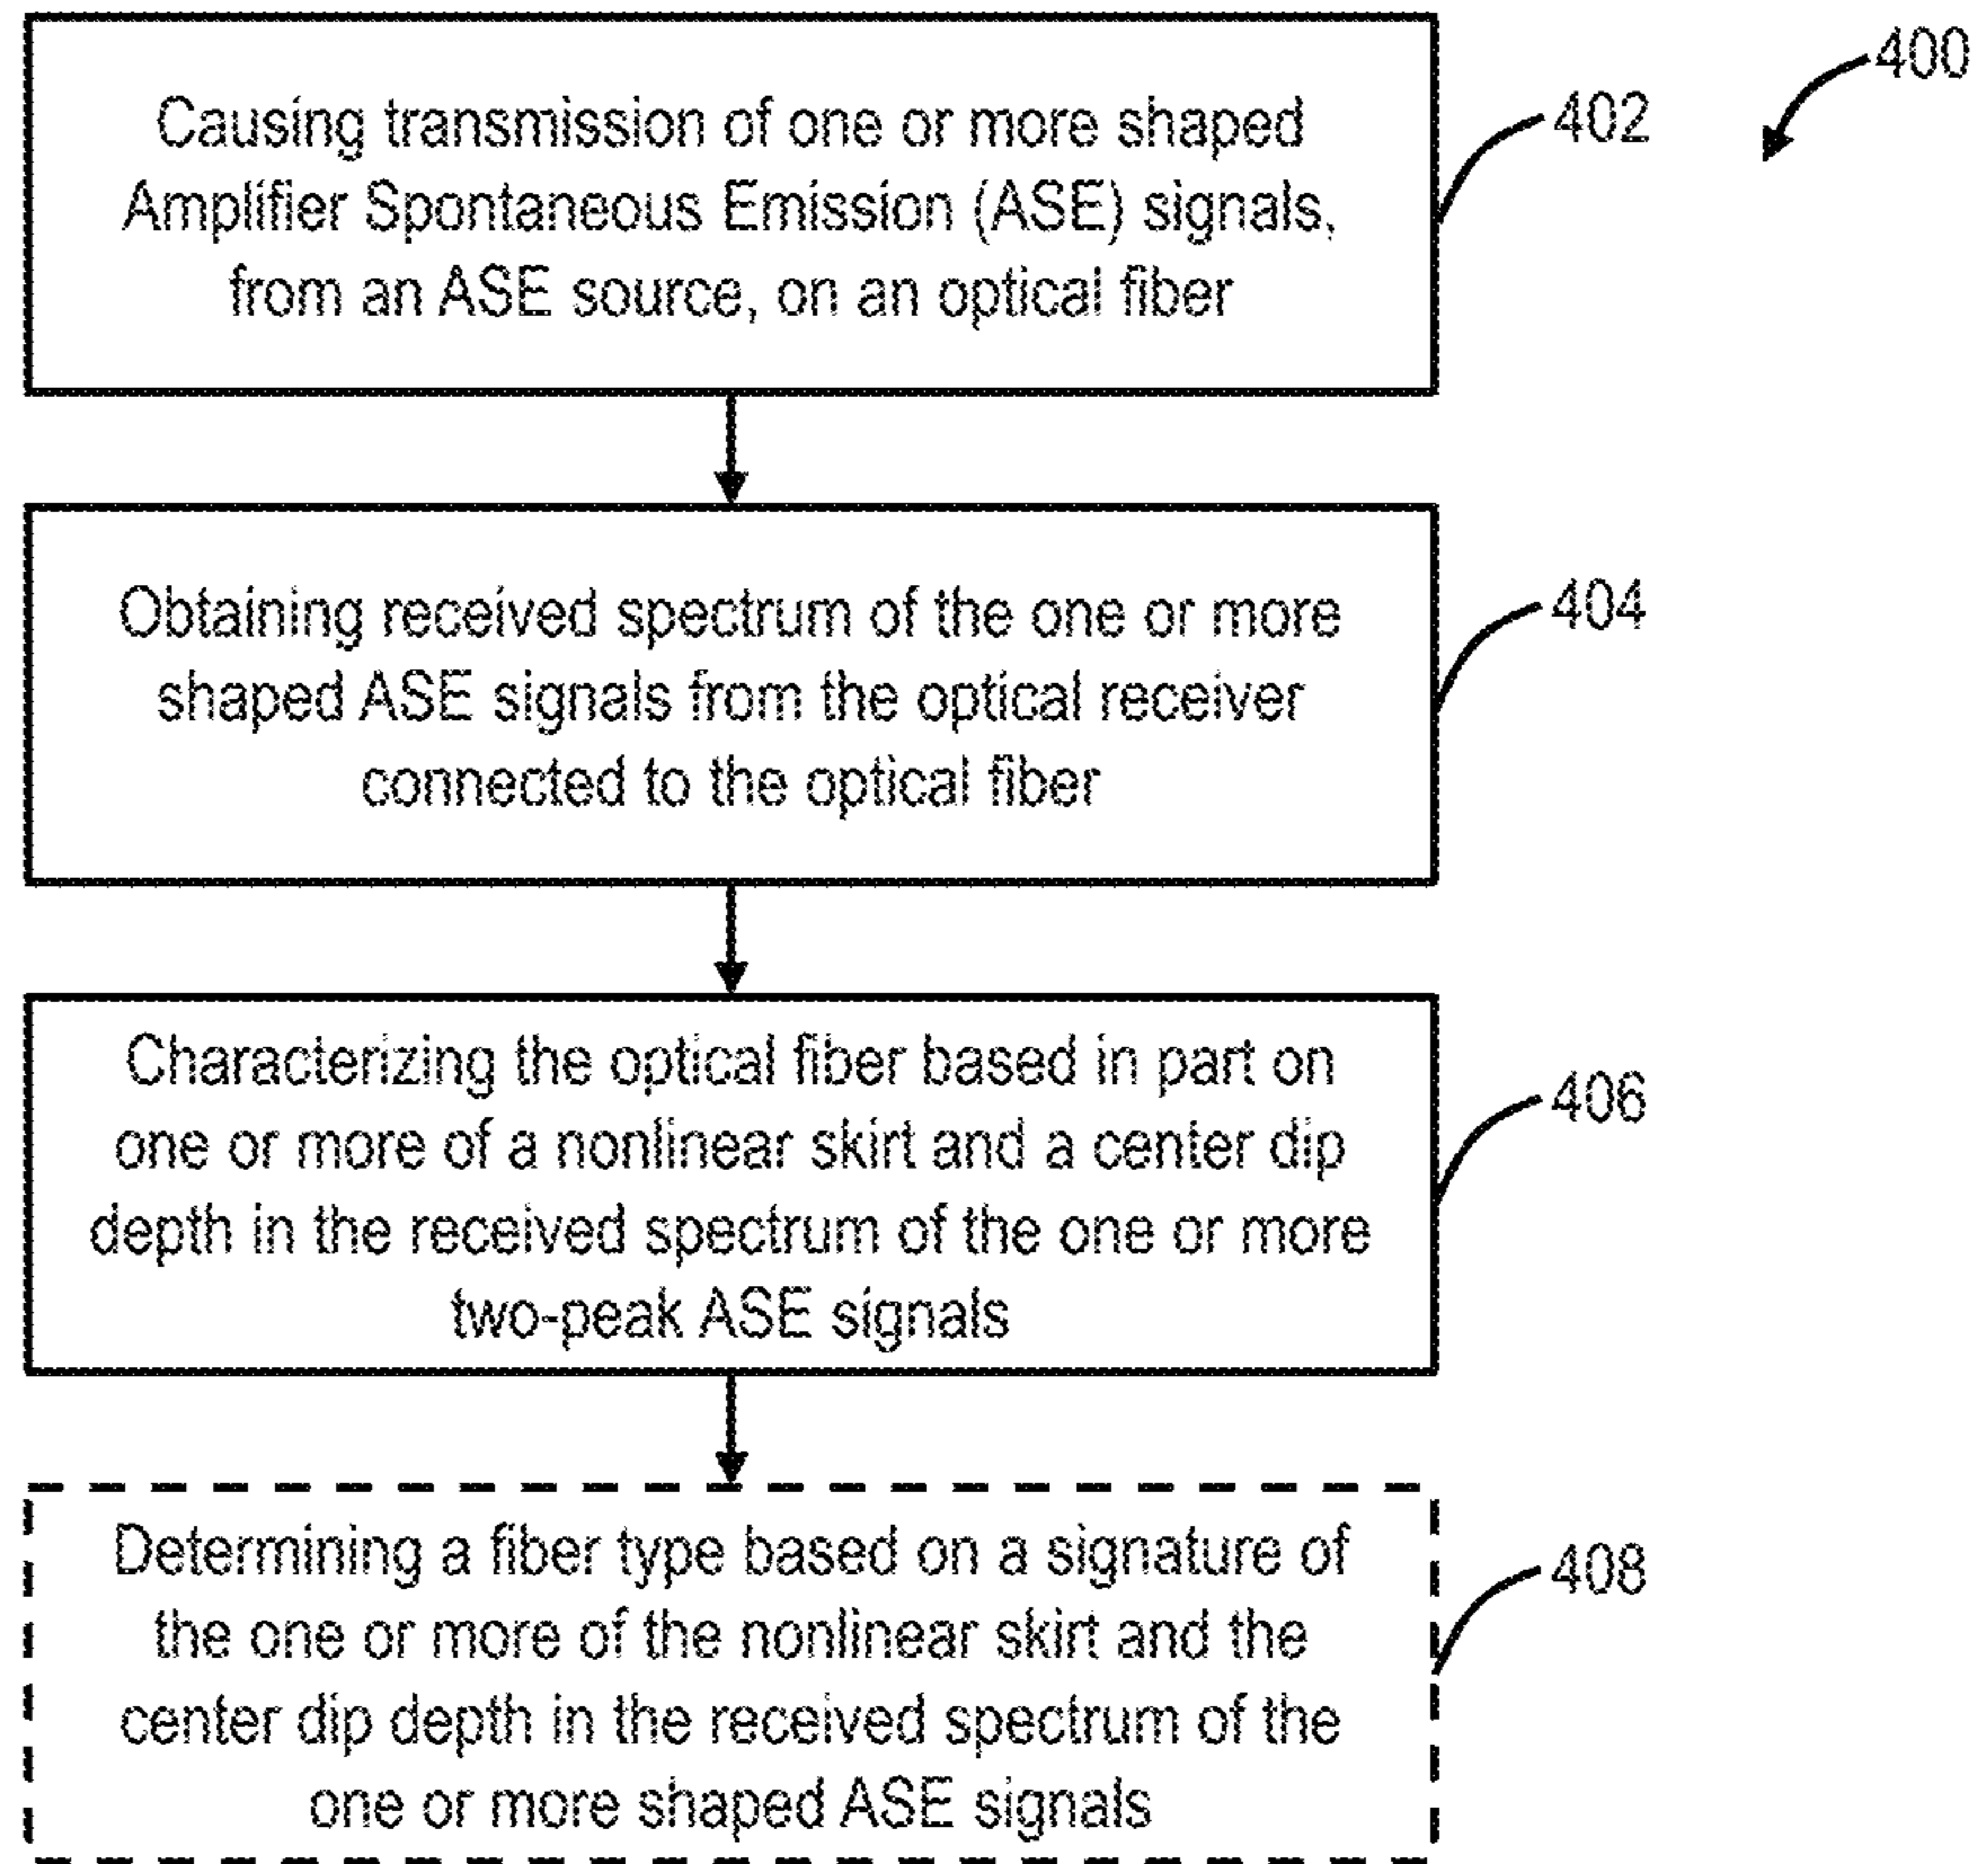 400
Causing transmission of one or more shaped
Amplifier Spontaneous Emission (ASE) signals,
from an ASE source, on an optical fiber
402
Obtaining received spectrum of the one or more
shaped ASE signals from the optical receiver
connected to the optical fiber
404
Characterizing the optical fiber based in part on
one or more of a nonlinear skirt and a center dip
depth in the received spectrum of the one or more
two-peak ASE signals
406
Determining a fiber type based on a signature of
the one or more of the nonlinear skirt and the
center dip depth in the received spectrum of the
one or more shaped ASE signals
408